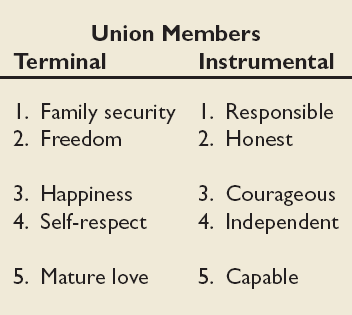 Union Members
Terminal Instrumental
1. Family security 1. Responsible
2. Freedom 2. Honest
3. Happiness 3. Courageous
4. Self-respect 4. Independent
5. Mature love 5. Capable